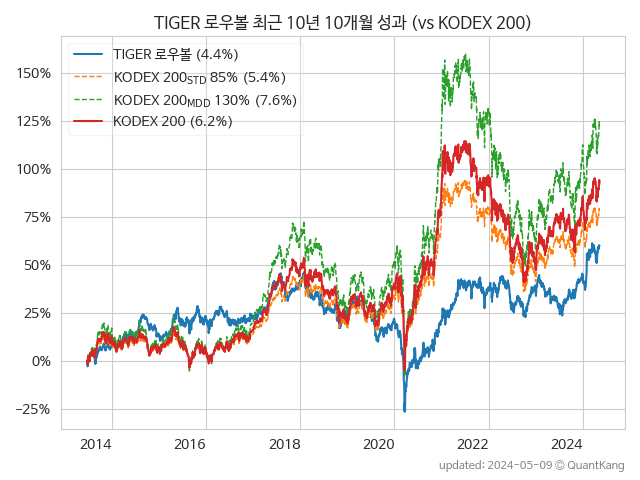 TIGER 로우볼 최근 10년 10개월 성과 (vs KODEX 200)
TIGER 로우볼 (4.4%)
KODEX 200STD 85% (5.4%)
KODEX 200MDD 130% (7.6%)
KODEX 200 (6.2%)
150%
125%
100%
75%
50%
25%
0%
−25%
2014 2016 2018 2020 2022 2024
updated: 2024-05-09 © QuantKang